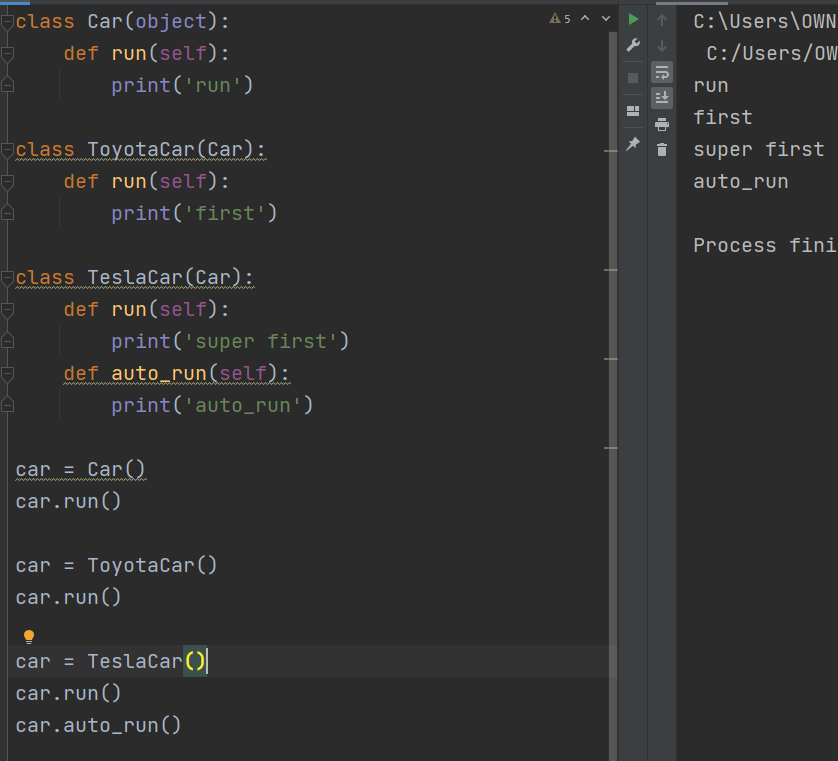 class Car(object):
    def run(self):
        print('run')

class ToyotaCar(Car):
    def run(self):
        print('first')

class TeslaCar(Car):
    def run(self):
        print('super first')
    def auto_run(self):
        print('auto_run')

car = Car()
car.run()

car = ToyotaCar()
car.run()

car = TeslaCar()
car.run()
car.auto_run()
5
C:\Users\OWN
C:/Users/OW
run
first
super first
auto_run

Process fini